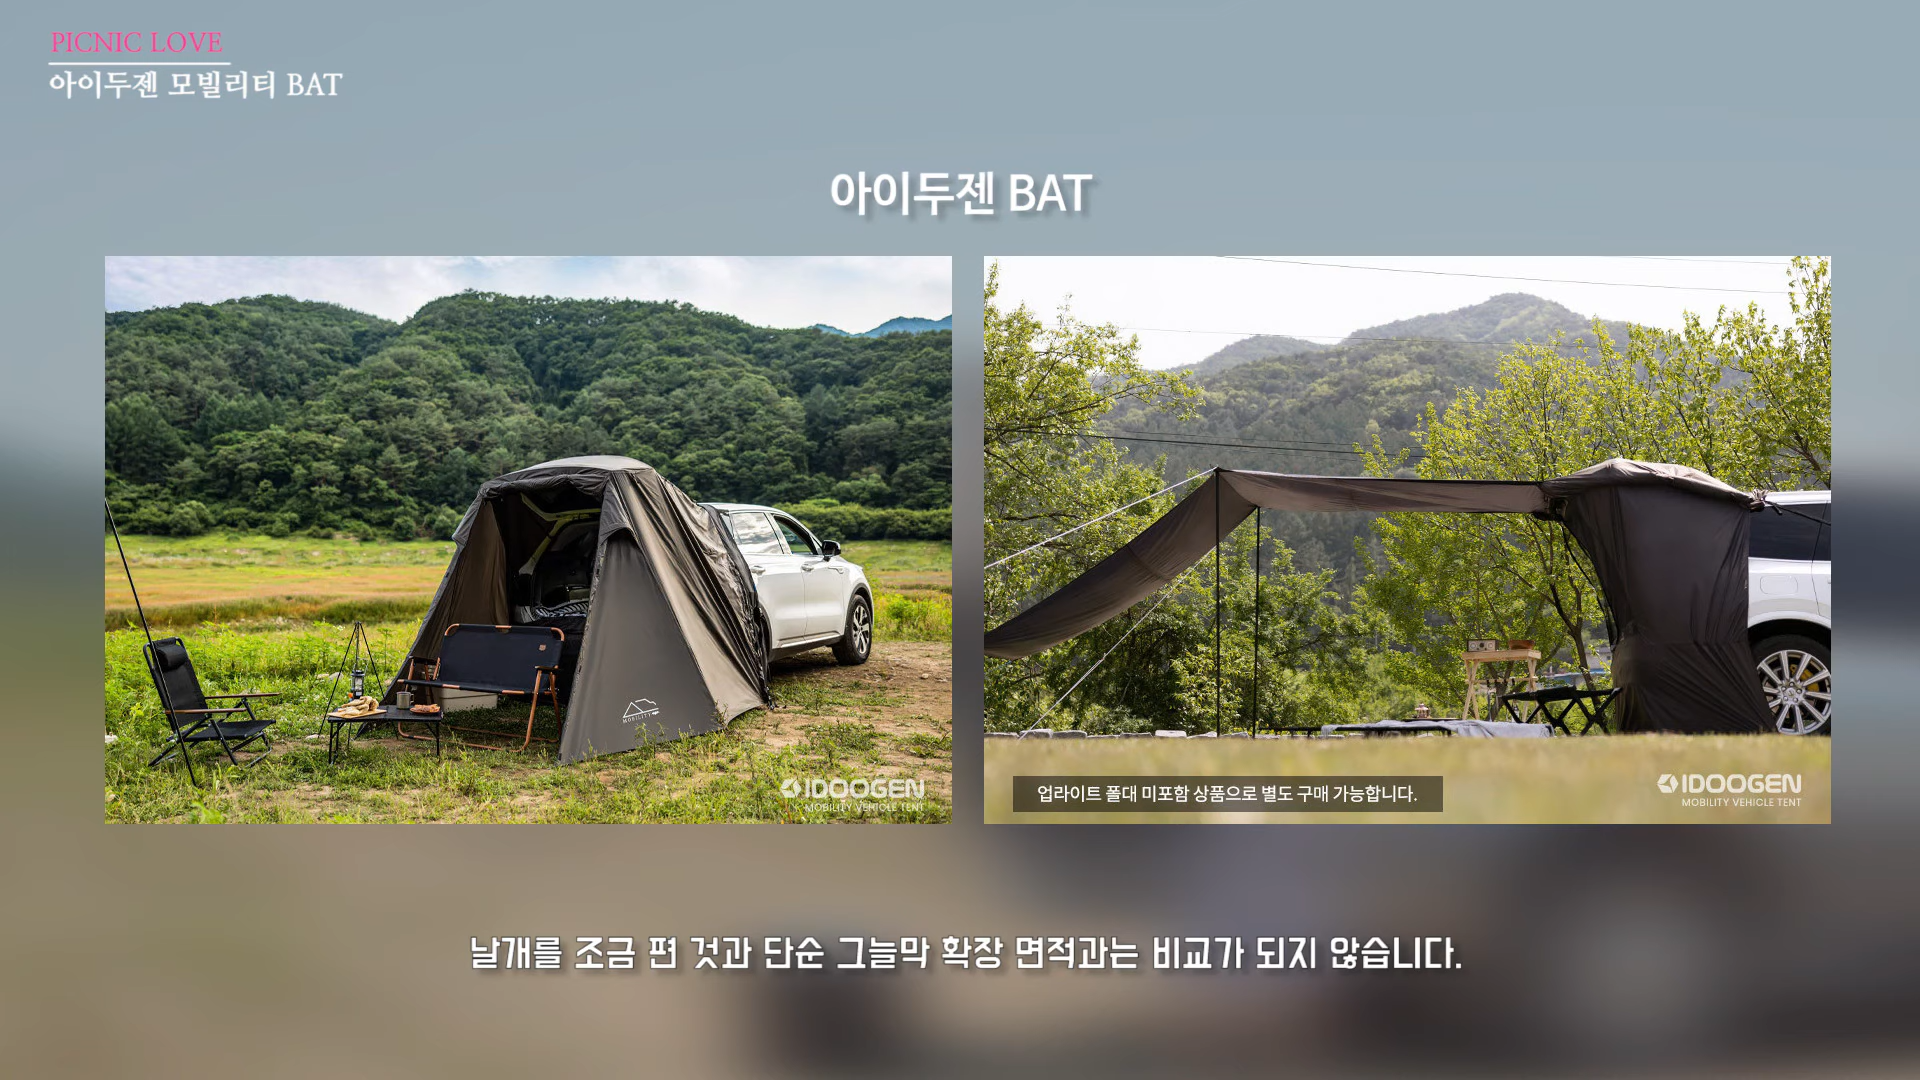 PICNIC LOVE
아이두젠 모빌리티 BAT
아이두젠 BAT
MOBILITY
IDOOGEN
MOBILITY VEHICLE TENT
업라이트 폴대 미포함 상품으로 별도 구매 가능합니다.
IDOOGEN
MOBILITY VEHICLE TENT
날개를 조금 편 것과 단순 그늘막 확장 면적과는 비교가 되지 않습니다.